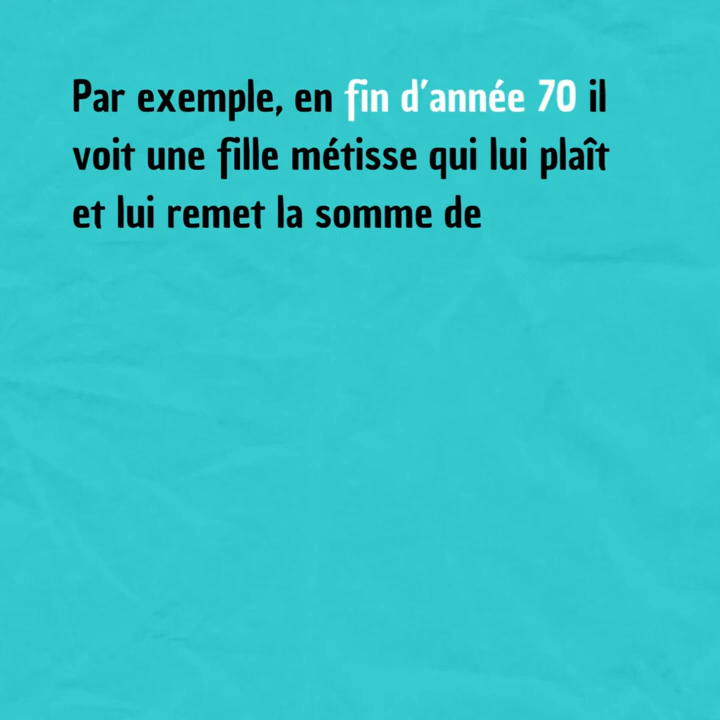 Par exemple, en fin d'année 70 il
voit une fille métisse qui lui plaît
et lui remet la somme de